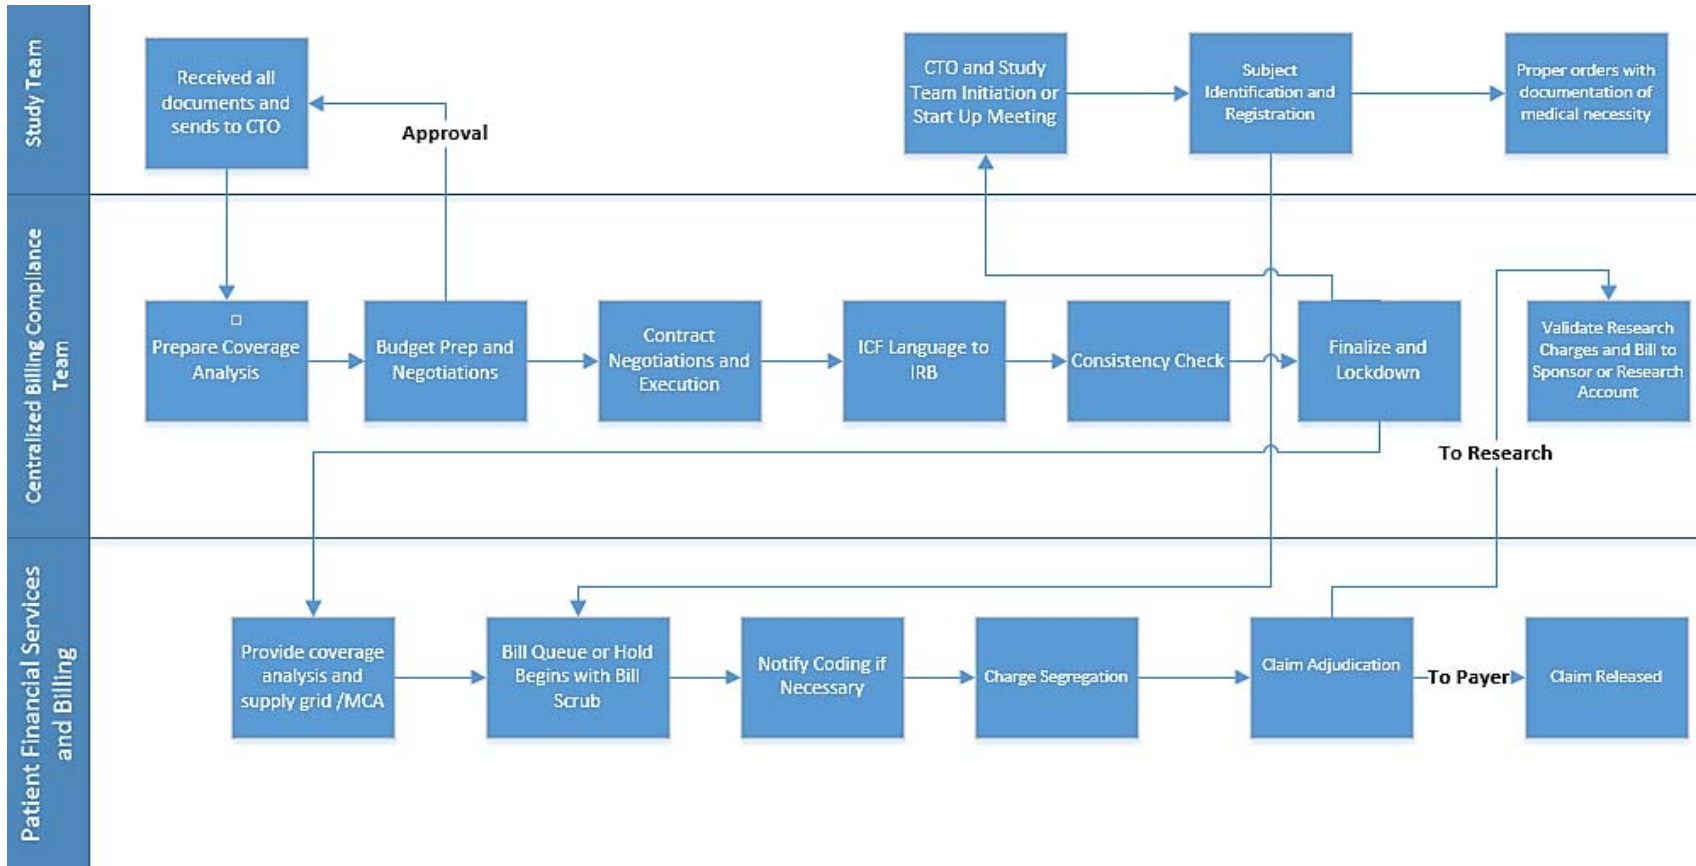 Study Team
Received all
documents and
sends to CTO
Approval
CTO and Study
Team Initiation or
Start Up Meeting
Subject
Identification and
Registration
Proper orders with
documentation of
medical necessity
Centralized Billing Compliance
Team
Prepare Coverage
Analysis
Budget Prep and
Negotiations
Contract
Negotiations and
Execution
ICF Language to
IRB
Consistency Check
Finalize and
Lockdown
Validate Research
Charges and Bill to
Sponsor or Research
Account
To Research
Patient Financial Services
and Billing
Provide coverage
analysis and
supply grid /MCA
Bill Queue or Hold
Begins with Bill
Scrub
Notify Coding if
Necessary
Charge Segregation
Claim Adjudication
To Payer
Claim Released